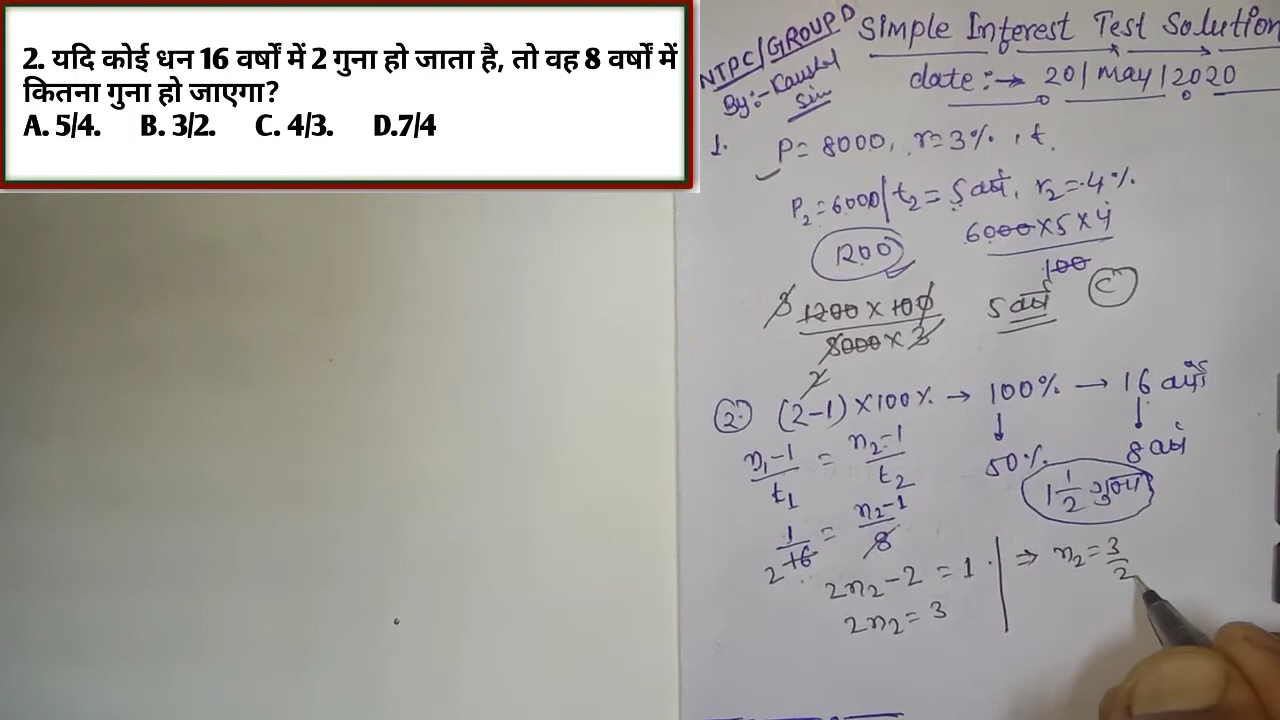 2. यदि कोई धन 16 वर्षों में 2 गुना हो जाता है, तो वह 8 वर्षों में
कितना गुना हो जाएगा?
A. 5/4. B. 3/2. C. 4/3. D.7/4
NTPC/GROUP D
By:- Kaushal
Sir
Simple Interest Test Solution
date:→ 20/May/2020
1. P= 8000, r=3%, t.
P₂=6000/t₂= 5 वर्ष, r₂=4%
1200
6000×5×4
100
8 1200×100
8000×3
2
5 वर्ष C
2. (2-1)×100% → 100% → 16 वर्षों
↓ ↓
50% 8 वर्ष
1 1/2 गुना
n₁-1/t₁ = n₂-1/t₂
1/16 = n₂-1/8
2
2n₂-2 = 1
2n₂= 3
⇒ n₂= 3/2